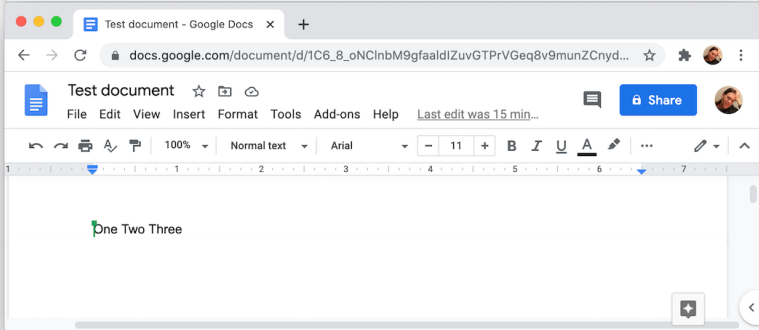 Test document - Google Docs
docs.google.com/document/d/1C6_8_oNClnbM9gfaaldIZuvGTPrVGeq8v9munZCnyd...
Test document
Share
File Edit View Insert Format Tools Add-ons Help Last edit was 15 min...
100% Normal text Arial 11 B I U A
1 1 2 3 4 5 6 7
One Two Three